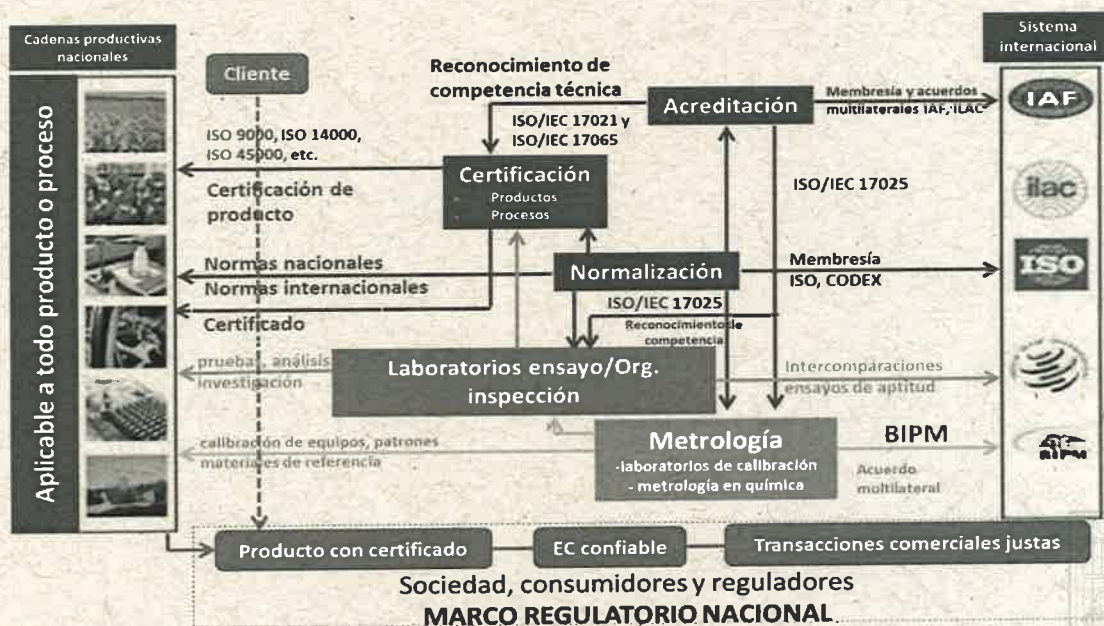 Cadenas productivas
nacionales
Aplicable a todo producto o proceso
Cliente
ISO 9000, ISO 14000,
ISO 45000, etc.
Certificación de
producto
Normas nacionales
Normas internacionales
Certificado
pruebas, análisis
investigación
calibración de equipos, patrones
materiales de referencia
Reconocimiento de
competencia técnica
ISO/IEC 17021 y
ISO/IEC 17065
Acreditación
Certificación
Productos
Procesos
Normalización
ISO/IEC 17025
ISO/IEC 17025
Reconocimiento de
competencia
Laboratorios ensayo/Org.
inspección
Metrología
-laboratorios de calibración
- metrología en química
Membresía y acuerdos
multilaterales IAF, ILAC
Membresía
ISO, CODEX
Intercomparaciones
ensayos de aptitud
BIPM
Acuerdo
multilateral
Sistema
internacional
IAF
ilac
ISO
BIPM
Producto con certificado
EC confiable
Transacciones comerciales justas
Sociedad, consumidores y reguladores
MARCO REGULATORIO NACIONAL